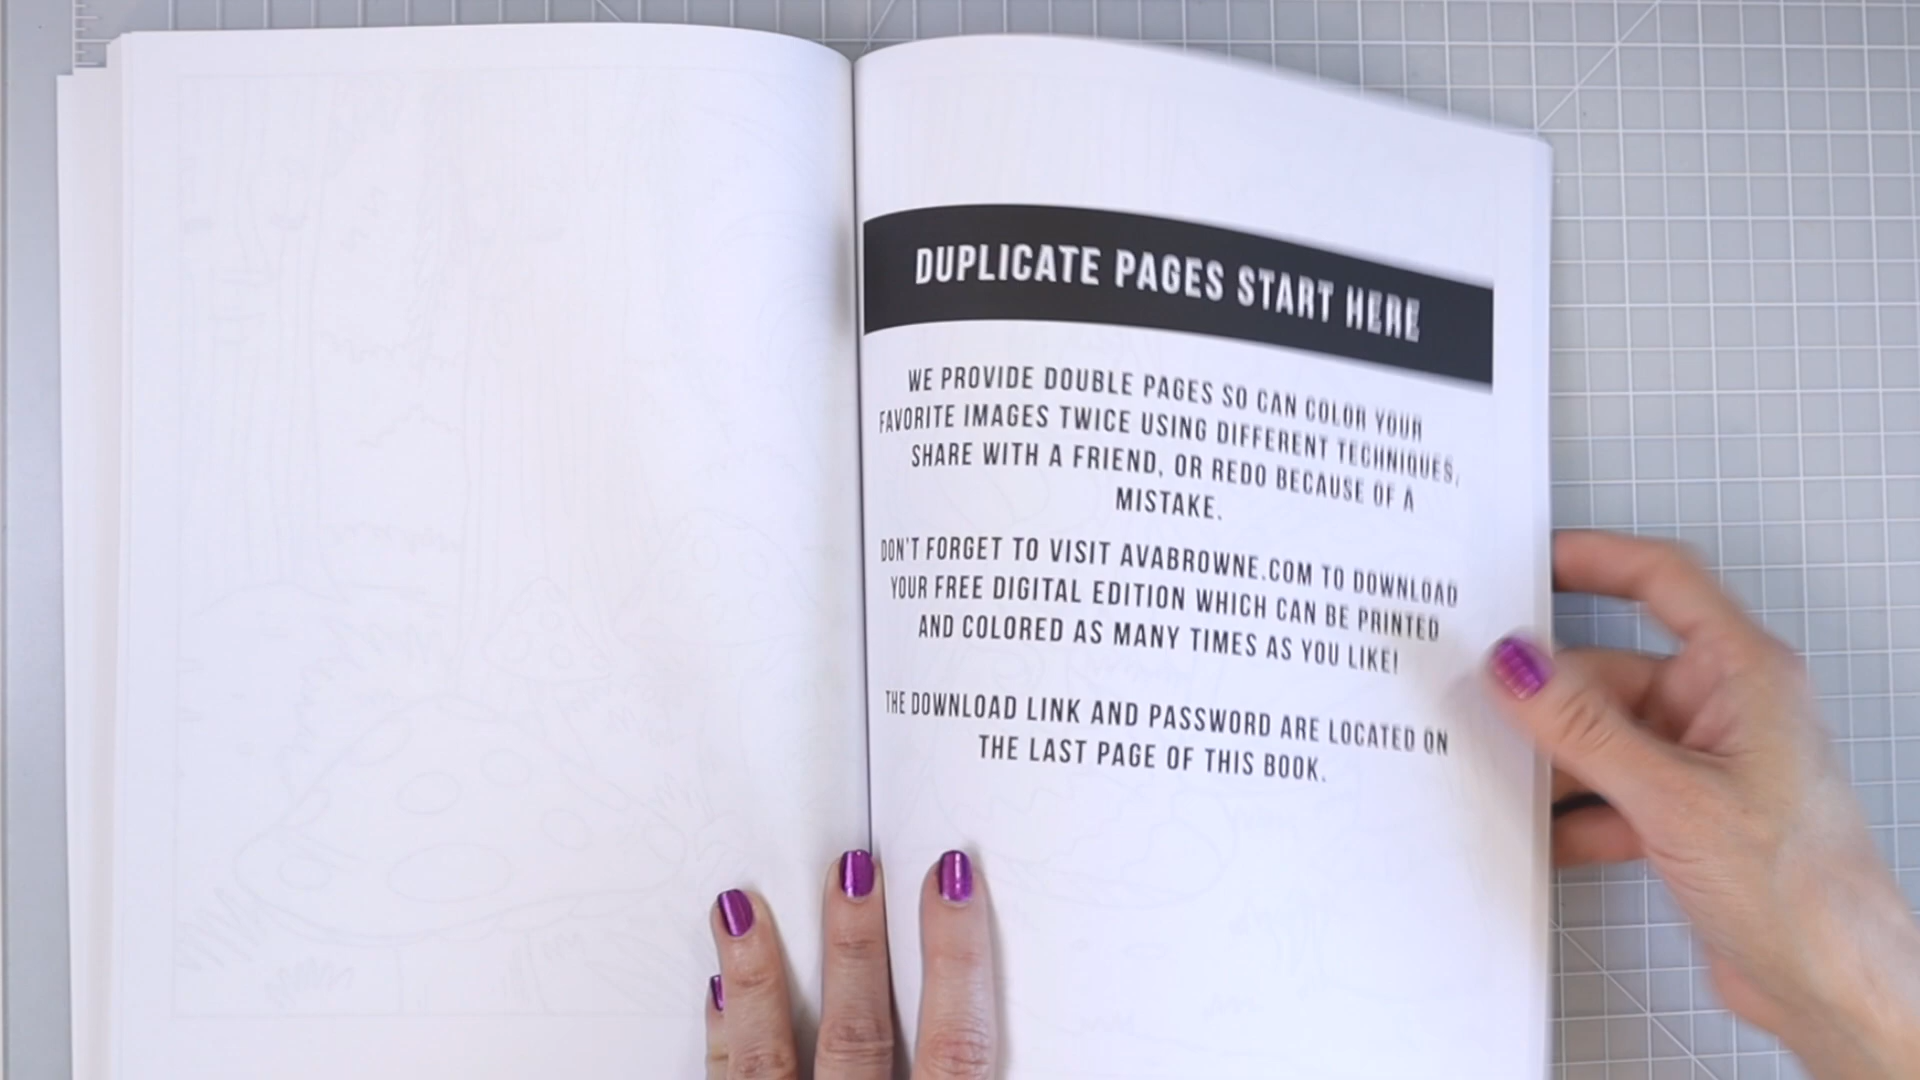 DUPLICATE PAGES START HERE
WE PROVIDE DOUBLE PAGES SO CAN COLOR YOUR
FAVORITE IMAGES TWICE USING DIFFERENT TECHNIQUES,
SHARE WITH A FRIEND, OR REDO BECAUSE OF A
MISTAKE.
DON'T FORGET TO VISIT AVABROWNE.COM TO DOWNLOAD
YOUR FREE DIGITAL EDITION WHICH CAN BE PRINTED
AND COLORED AS MANY TIMES AS YOU LIKE!
THE DOWNLOAD LINK AND PASSWORD ARE LOCATED ON
THE LAST PAGE OF THIS BOOK.